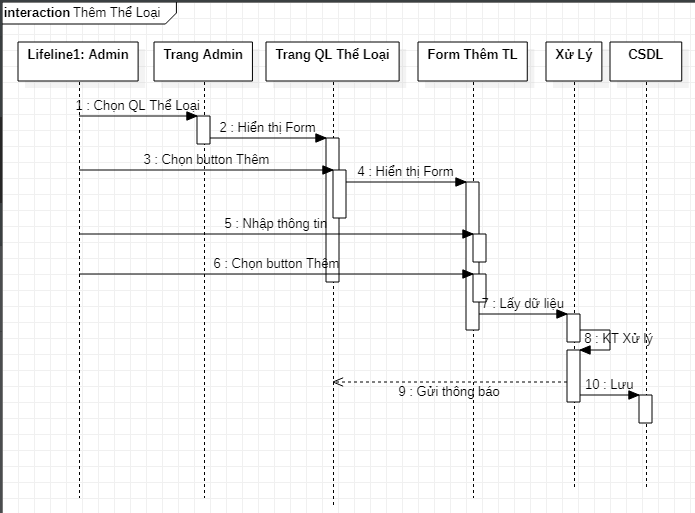 interaction Thêm Thể Loại
Lifeline1: Admin
Trang Admin
Trang QL Thể Loại
Form Thêm TL
Xử Lý
CSDL
1 : Chọn QL Thể Loại
2 : Hiển thị Form
3 : Chọn button Thêm
4 : Hiển thị Form
5 : Nhập thông tin
6 : Chọn button Thêm
7 : Lấy dữ liệu
8 : KT Xử lý
9 : Gửi thông báo
10 : Lưu